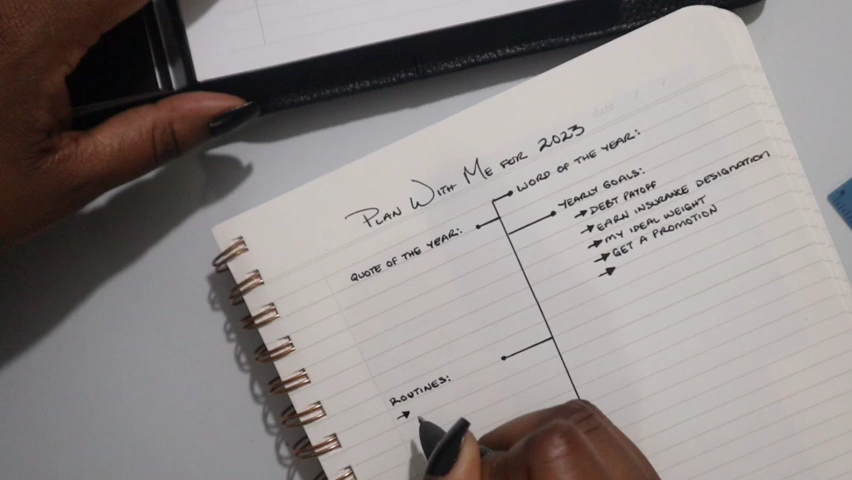 date / /
PLAN WITH ME FOR 2023
WORD OF THE YEAR:
QUOTE OF THE YEAR:
YEARLY GOALS:
→ DEBT PAYOFF
→ EARN INSURANCE DESIGNATION
→ MY IDEAL WEIGHT
→ GET A PROMOTION
→
ROUTINES:
→